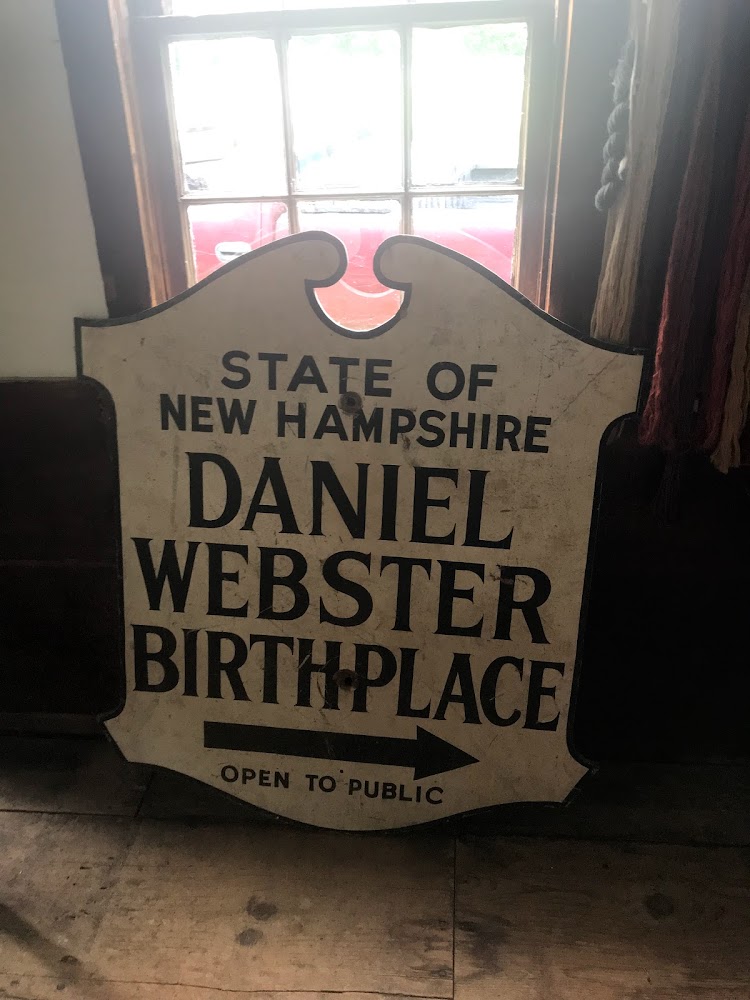 STATE OF
NEW HAMPSHIRE
DANIEL
WEBSTER
BIRTHPLACE
OPEN TO PUBLIC